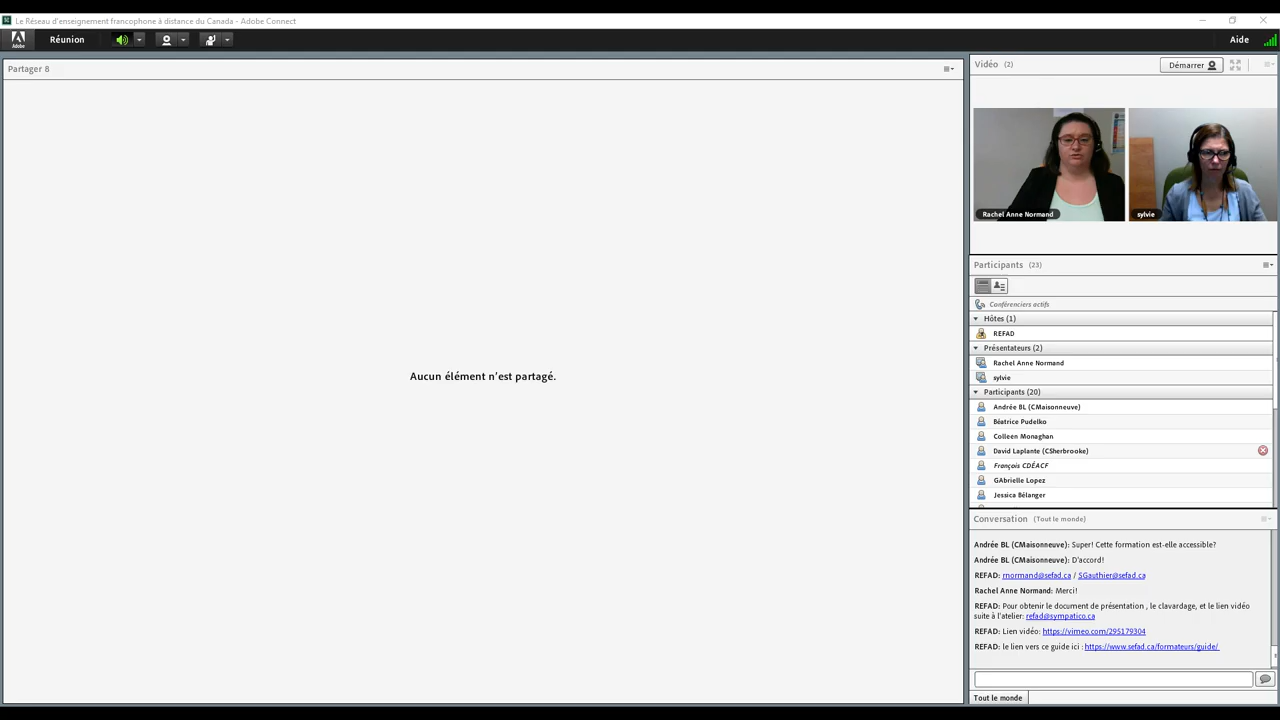 Le Réseau d'enseignement francophone à distance du Canada - Adobe Connect
Adobe
Réunion
Aide
Partager 8
Aucun élément n'est partagé.
Vidéo (2)
Démarrer
Rachel Anne Normand
sylvie
Participants (23)
Conférenciers actifs
Hôtes (1)
REFAD
Présentateurs (2)
Rachel Anne Normand
sylvie
Participants (20)
Andrée BL (CMaisonneuve)
Béatrice Pudelko
Colleen Monaghan
David Laplante (CSherbrooke)
François CDÉACF
GAbrielle Lopez
Jessica Bélanger
Conversation (Tout le monde)
Andrée BL (CMaisonneuve): Super! Cette formation est-elle accessible?
Andrée BL (CMaisonneuve): D'accord!
REFAD: rnormand@sefad.ca / SGauthier@sefad.ca
Rachel Anne Normand: Merci!
REFAD: Pour obtenir le document de présentation , le clavardage, et le lien vidéo
suite à l'atelier: refad@sympatico.ca
REFAD: Lien vidéo: https://vimeo.com/295179304
REFAD: le lien vers ce guide ici : https://www.sefad.ca/formateurs/guide/
Tout le monde